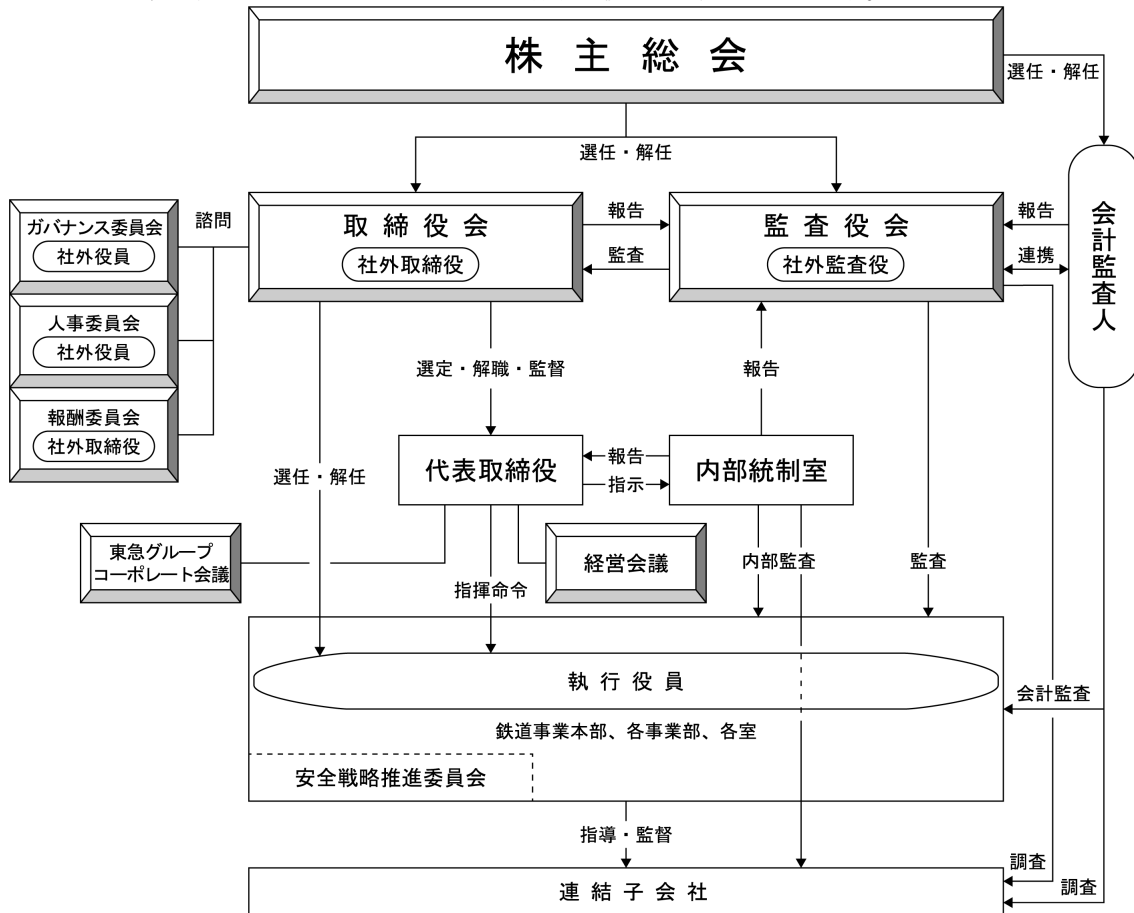 株主総会
選任・解任
選任・解任
ガバナンス委員会
社外役員
諮問
取締役会
社外取締役
報告
監査
監査役会
社外監査役
報告
連携
会計監査人
人事委員会
社外役員
報酬委員会
社外取締役
選定・解職・監督
報告
選任・解任
代表取締役
報告
指示
内部統制室
東急グループ
コーポレート会議
経営会議
指揮命令
内部監査
監査
執行役員
会計監査
鉄道事業本部、各事業部、各室
安全戦略推進委員会
指導・監督
調査
調査
連結子会社